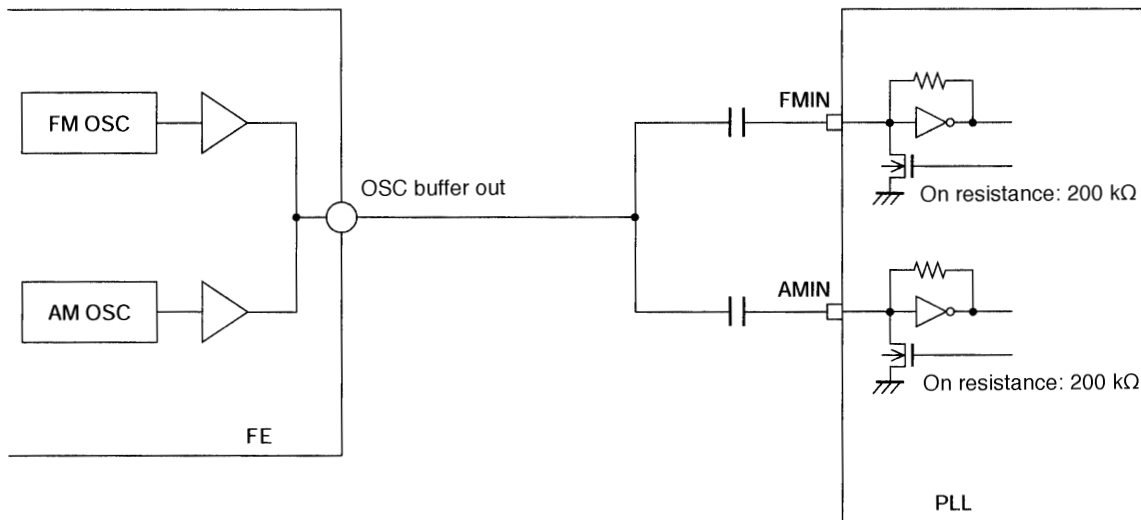 FM OSC
AM OSC
FE
OSC buffer out
FMIN
AMIN
On resistance: 200 kΩ
On resistance: 200 kΩ
PLL